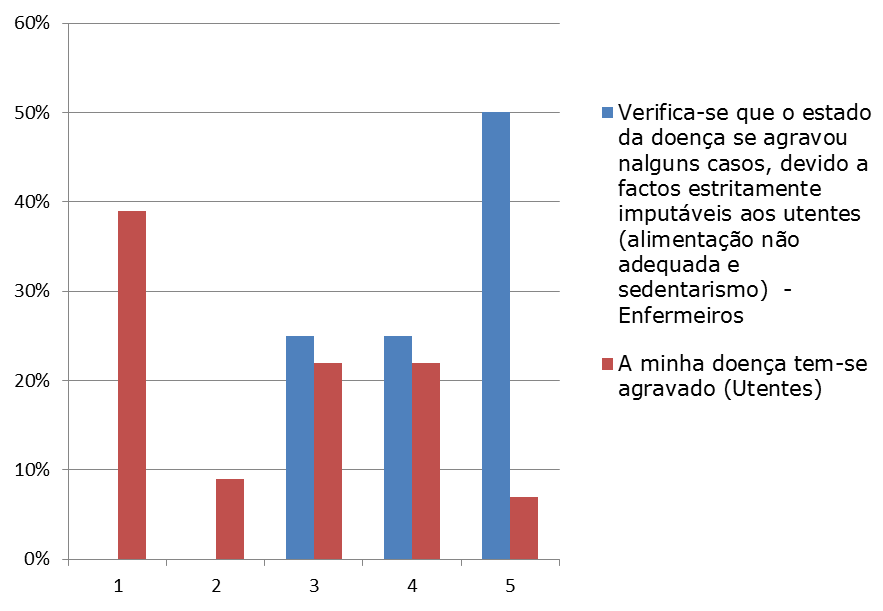 60%
50%
40%
30%
20%
10%
0%
1 2 3 4 5
Verifica-se que o estado
da doença se agravou
nalguns casos, devido a
factos estritamente
imputáveis aos utentes
(alimentação não
adequada e
sedentarismo) -
Enfermeiros
A minha doença tem-se
agravado (Utentes)